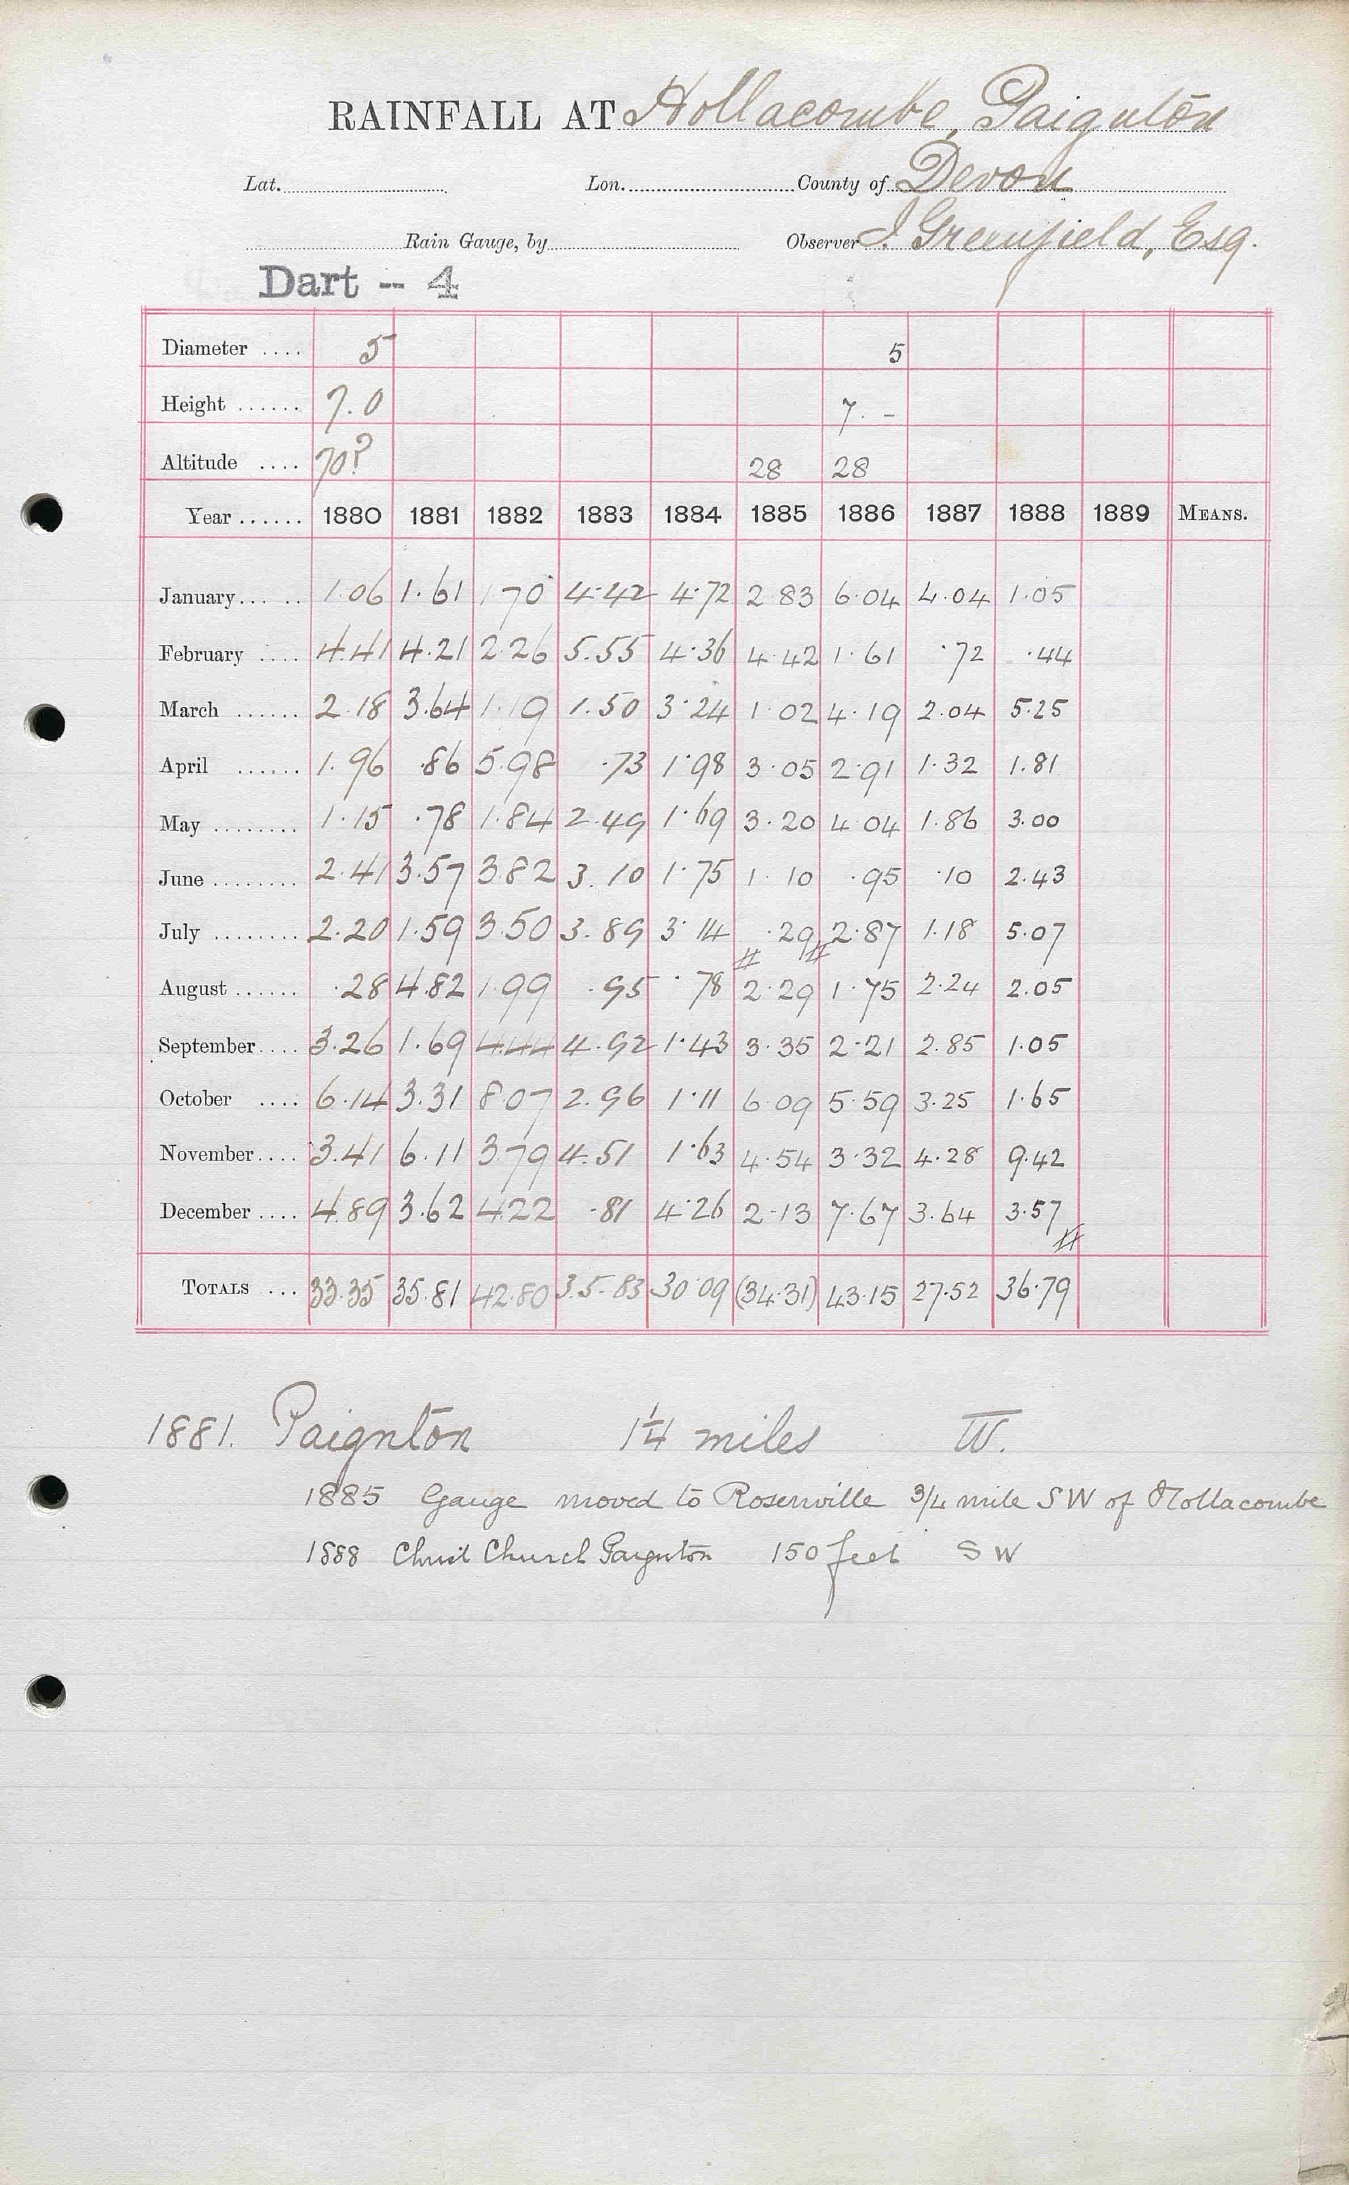 RAINFALL AT Hollacombe, Paignton
Lat. Lon. County of Devon
Rain Gauge, by Observer J Greenfield, Esq.
Dart -- 4
Diameter .... 5 5
Height ...... 7.0 7. -
Altitude .... 70? 28 28
Year ...... 1880 1881 1882 1883 1884 1885 1886 1887 1888 1889 MEANS.
January ... .. 1.06 1.61 1.70 4.42 4.72 2.83 6.04 4.04 1.05
February .... 4.41 4.21 2.26 5.55 4.36 4.42 1.61 .72 .44
March ...... 2.18 3.64 1.19 1.50 3.24 1.02 4.19 2.04 5.25
April ...... 1.96 .86 5.98 .73 1.98 3.05 2.91 1.32 1.81
May ........ 1.15 .78 1.84 2.49 1.69 3.20 4.04 1.86 3.00
June ........ 2.41 3.57 3.82 3.10 1.75 1.10 .95 .10 2.43
July ........ 2.20 1.59 3.50 3.89 3.14 .29 2.87 1.18 5.07
August ...... .28 4.82 1.99 .95 .78 2.29 1.75 2.24 2.05
September .... 3.26 1.69 4.44 4.92 1.43 3.35 2.21 2.85 1.05
October .... 6.14 3.31 8.07 2.96 1.11 6.09 5.59 3.25 1.65
November .... 3.41 6.11 3.79 4.51 1.63 4.54 3.32 4.28 9.42
December .... 4.89 3.62 4.22 .81 4.26 2.13 7.67 3.64 3.57
TOTALS ... 33.35 35.81 42.80 35.83 30.09 (34.31) 43.15 27.52 36.79
1881. Paignton 1¼ miles W.
1885 Gauge moved to Rosenville 3/4 mile SW of Hollacombe
1888 Christ Church Paignton 150 feet SW